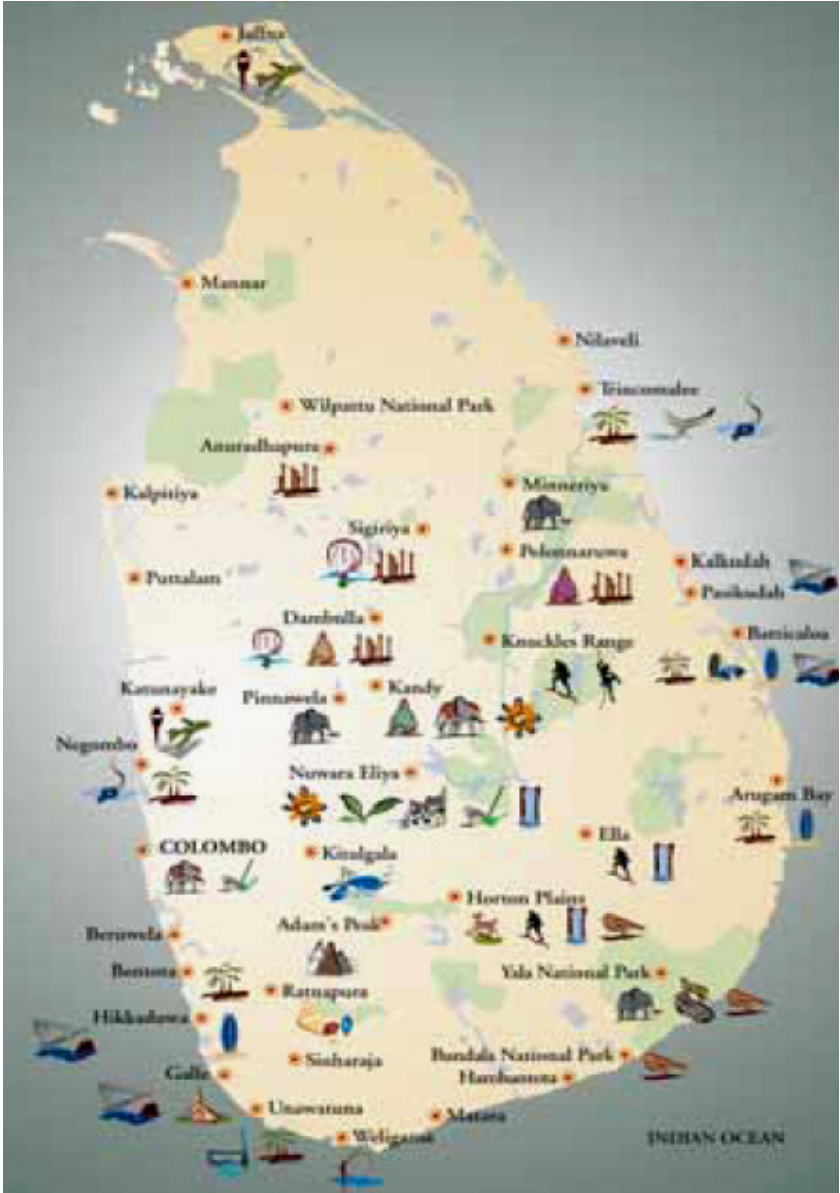 Jaffna
Mannar
Nilaveli
Trincomalee
Wilpattu National Park
Anuradhapura
Kalpitiya
Minneriya
Sigiriya
Polonnaruwa
Kalkudah
Puttalam
Pasikudah
Dambulla
Batticaloa
Knuckles Range
Katunayake
Pinnawela
Kandy
Negombo
Nuwara Eliya
Arugam Bay
Ella
COLOMBO
Kitulgala
Horton Plains
Adam's Peak
Beruwela
Bentota
Yala National Park
Ratnapura
Hikkaduwa
Sinharaja
Bundala National Park
Galle
Hambantota
Unawatuna
Matara
Weligama
INDIAN OCEAN